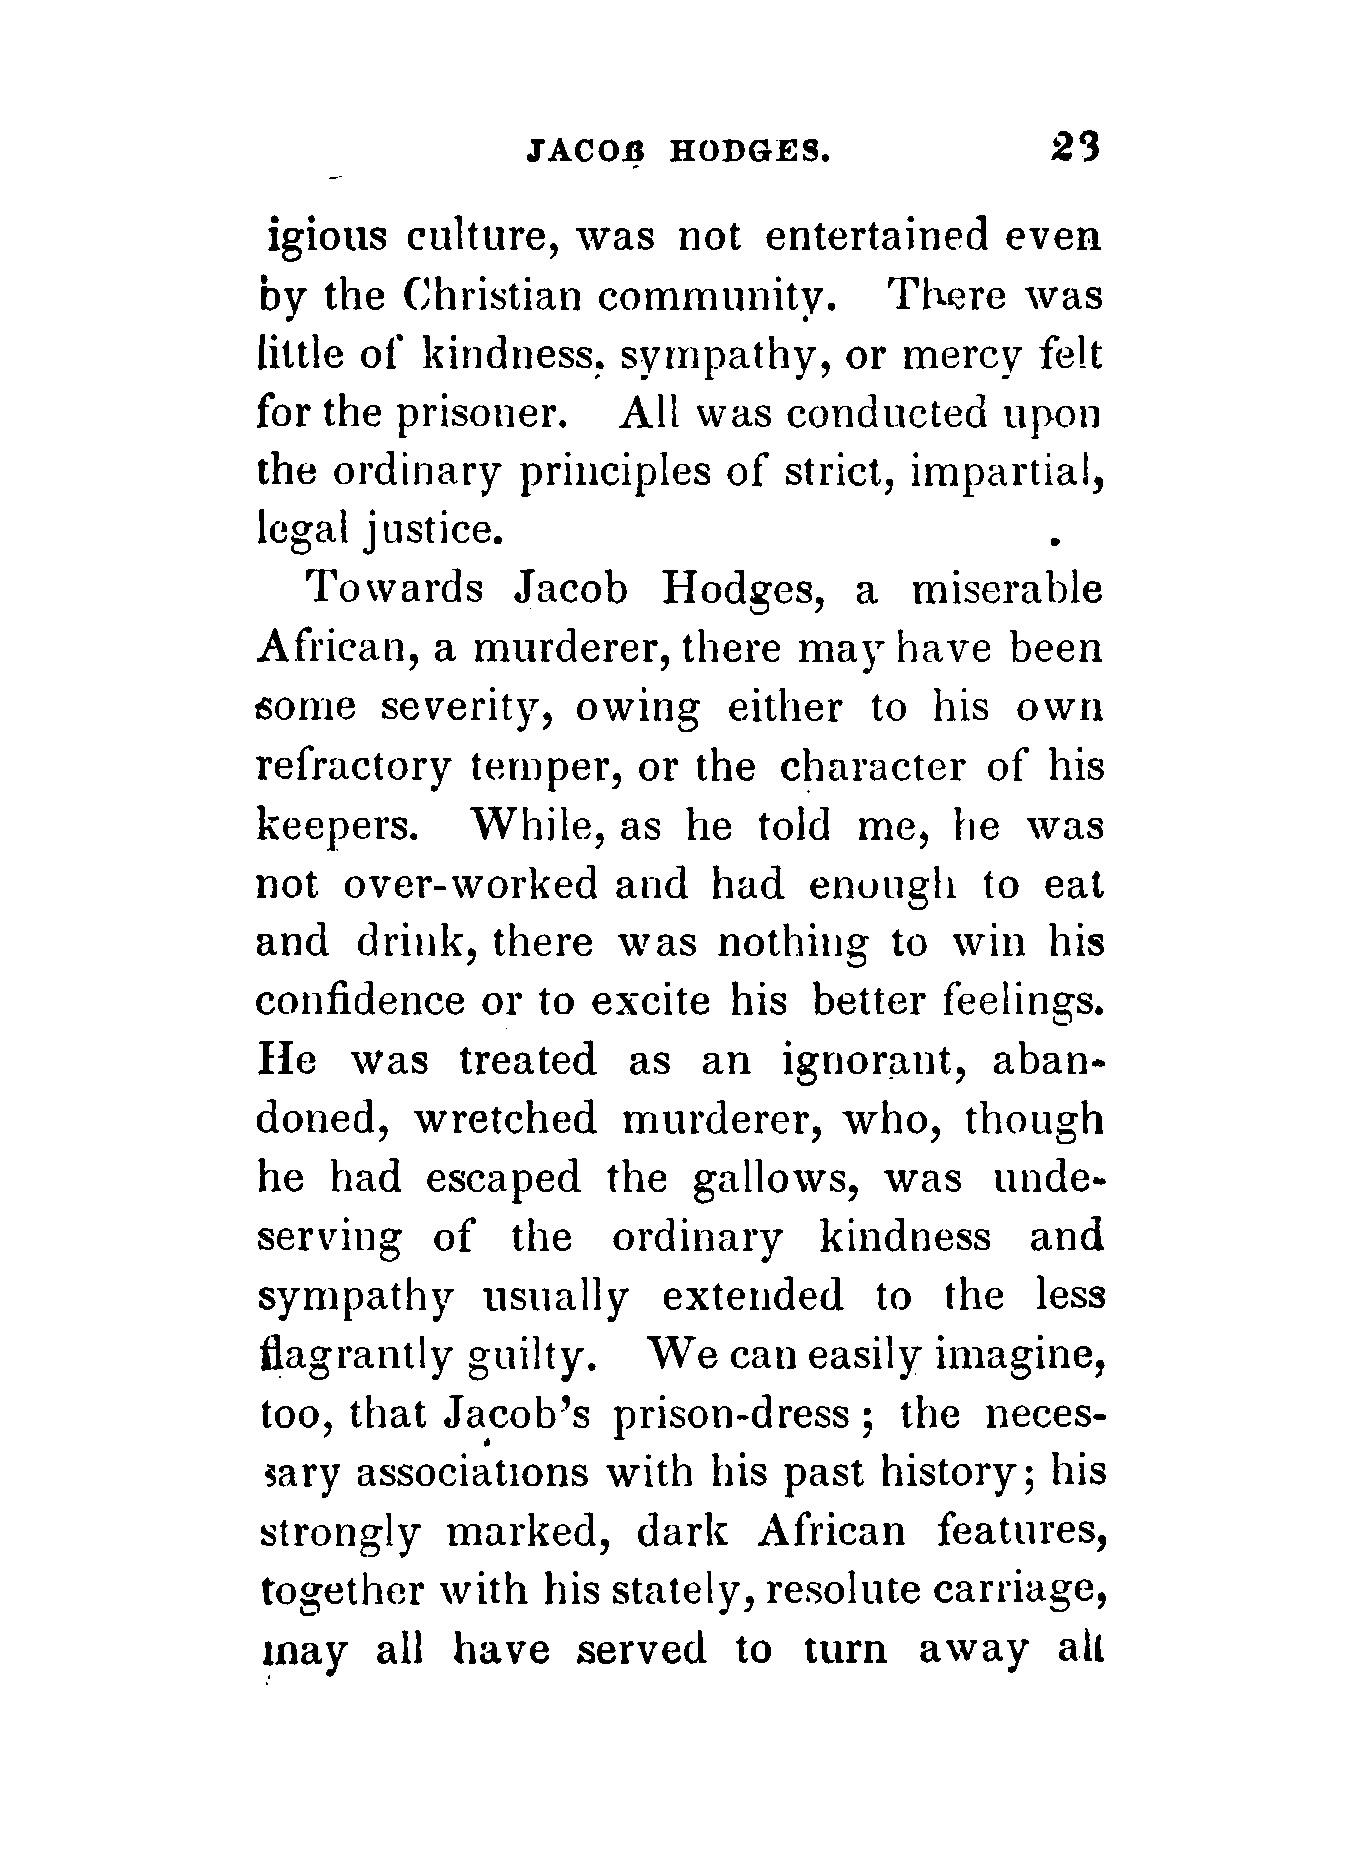 JACOB HODGES. 23
igious culture, was not entertained even
by the Christian community. There was
little of kindness, sympathy, or mercy felt
for the prisoner. All was conducted upon
the ordinary principles of strict, impartial,
legal justice.
Towards Jacob Hodges, a miserable
African, a murderer, there may have been
some severity, owing either to his own
refractory temper, or the character of his
keepers. While, as he told me, he was
not over-worked and had enough to eat
and drink, there was nothing to win his
confidence or to excite his better feelings.
He was treated as an ignorant, aban-
doned, wretched murderer, who, though
he had escaped the gallows, was unde-
serving of the ordinary kindness and
sympathy usually extended to the less
flagrantly guilty. We can easily imagine,
too, that Jacob's prison-dress ; the neces-
sary associations with his past history; his
strongly marked, dark African features,
together with his stately, resolute carriage,
may all have served to turn away all